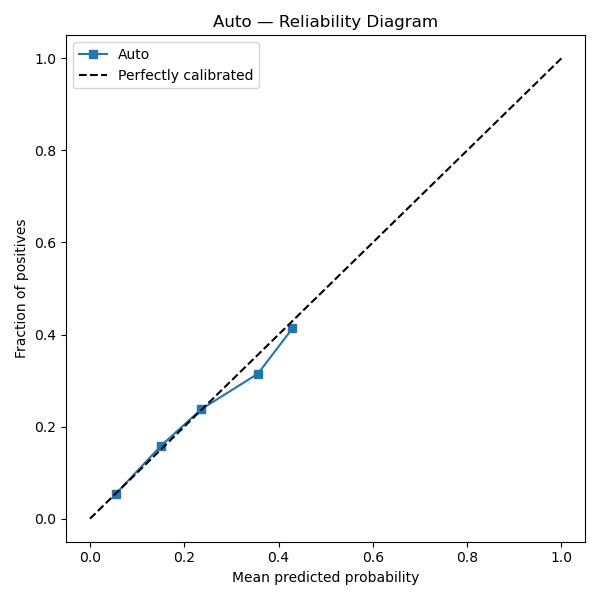 Auto — Reliability Diagram
Auto
Perfectly calibrated
1.0
0.8
0.6
0.4
0.2
0.0
Fraction of positives
0.0 0.2 0.4 0.6 0.8 1.0
Mean predicted probability